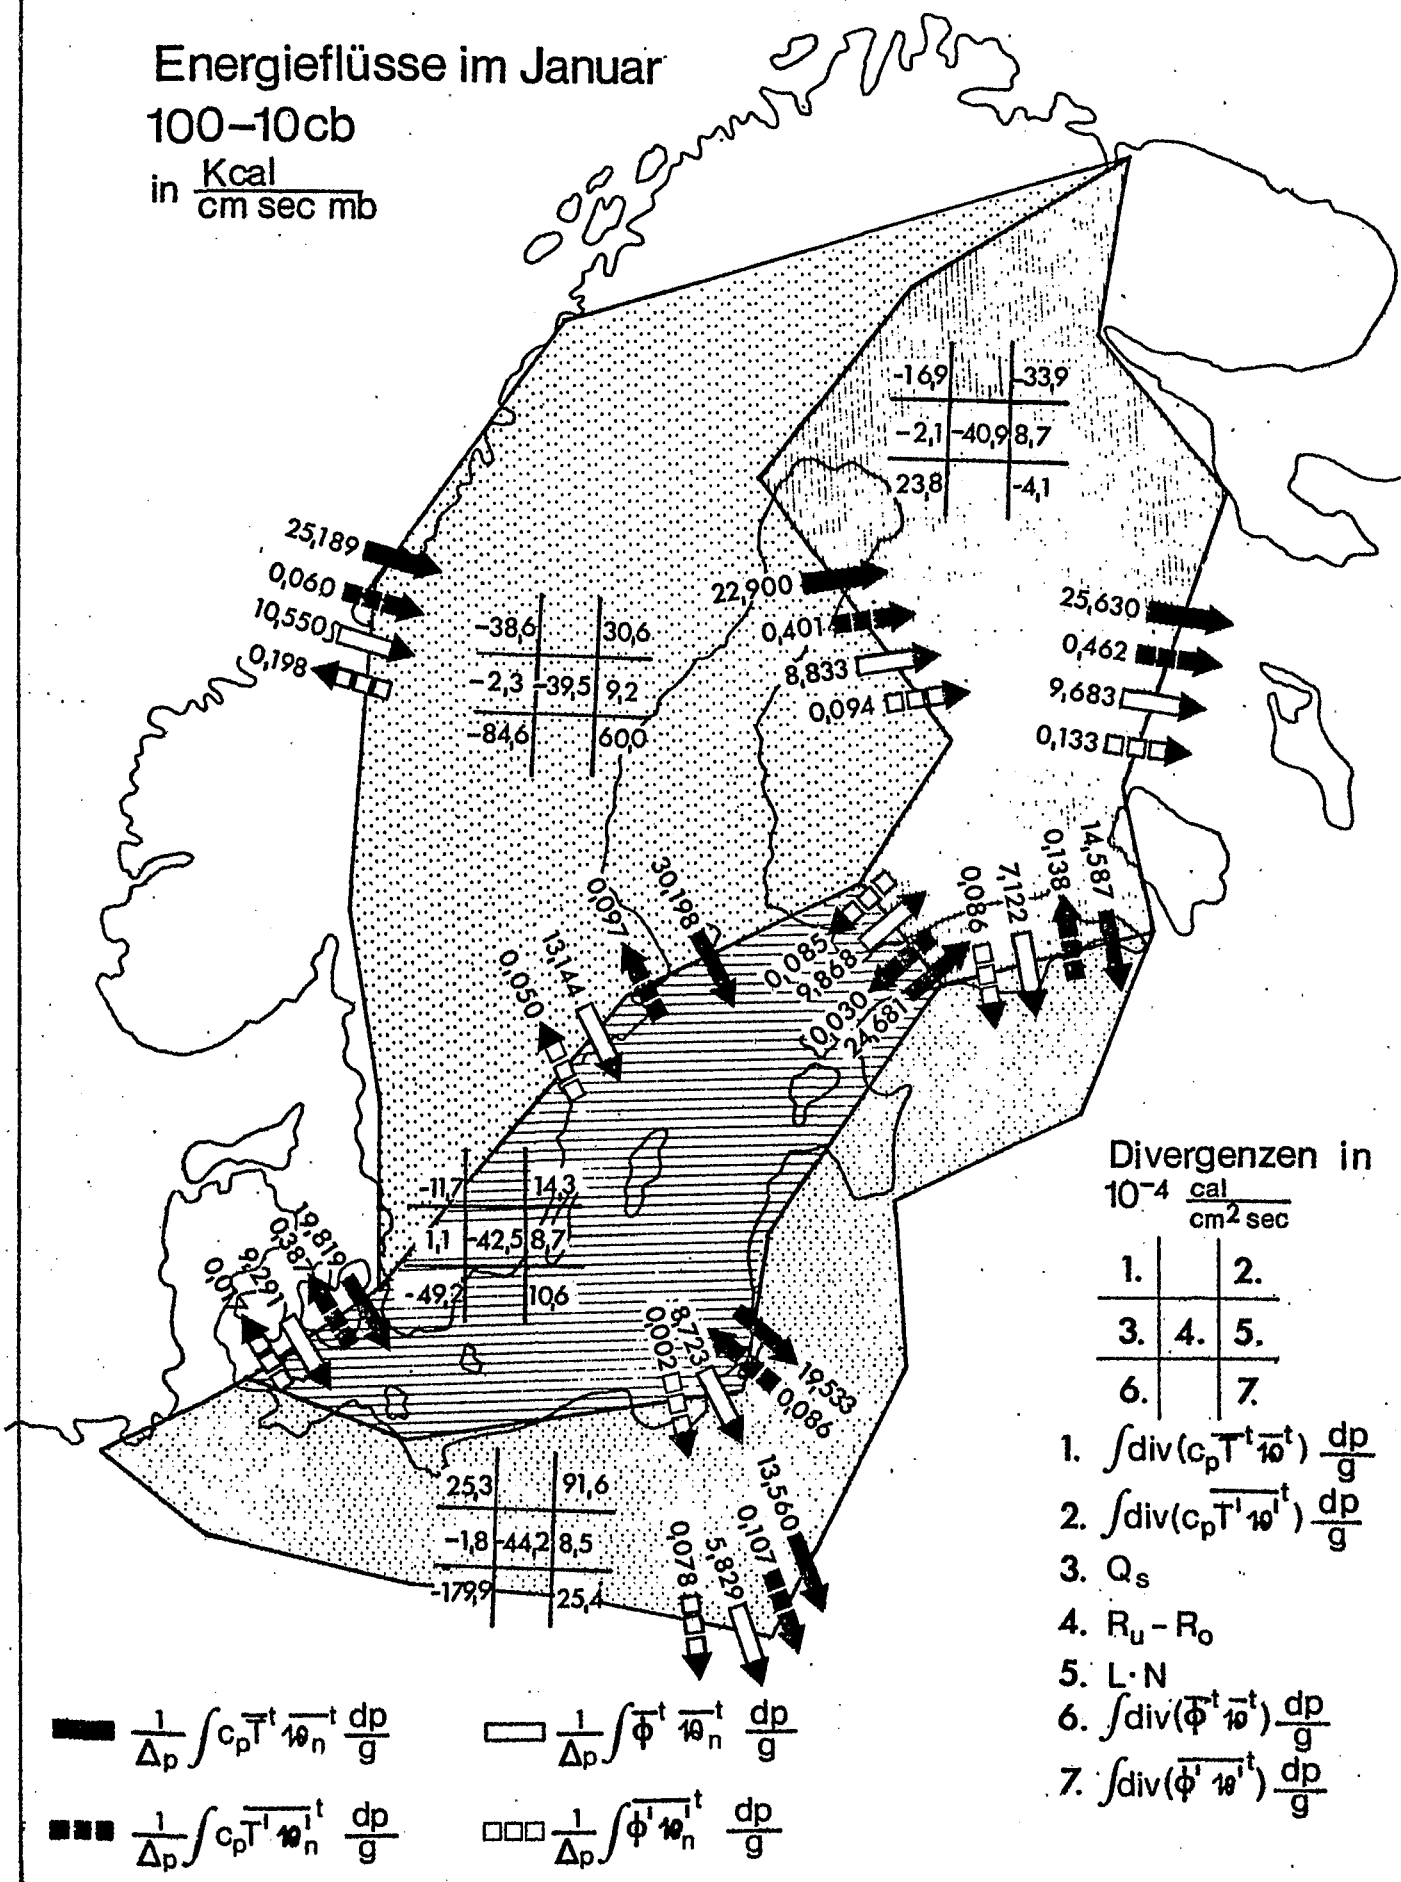 Energieflüsse im Januar
100–10cb
in Kcal
cm sec mb
-16,9 -33,9
-2,1 -40,9 8,7
23,8 -4,1
25,189
0,060
10,550
0,198
22,900
0,401
8,833
0,094
25,630
0,462
9,683
0,133
-38,6 30,6
-2,3 -39,5 9,2
-84,6 60,0
0,050
13,144
0,097
30,198
0,085
9,868
0,030
24,681
0,086
7,122
0,138
14,587
-11,7 14,3
1,1 -42,5 8,7
-49,2 10,6
9,291
0,387
19,819
0,002
8,723
19,533
0,086
25,3 91,6
-1,8 -44,2 8,5
-179,9 25,4
0,078
5,829
0,107
13,560
Divergenzen in
10⁻⁴ cal
cm² sec
1. 2.
3. 4. 5.
6. 7.
1. ∫div(c_p T̅ᵗ 𝔳̅ᵗ) dp/g
2. ∫div(c_p T' 𝔳'ᵗ) dp/g
3. Qs
4. Ru – Ro
5. L·N
6. ∫div(Φ̅ᵗ 𝔳̅ᵗ) dp/g
7. ∫div(ϕ' 𝔳'ᵗ) dp/g
1/Δp ∫ c_p T̅ᵗ 𝔳̅ₙᵗ dp/g
1/Δp ∫ Φ̅ᵗ 𝔳̅ₙᵗ dp/g
1/Δp ∫ c_p T' 𝔳'ₙᵗ dp/g
1/Δp ∫ ϕ' 𝔳'ₙᵗ dp/g